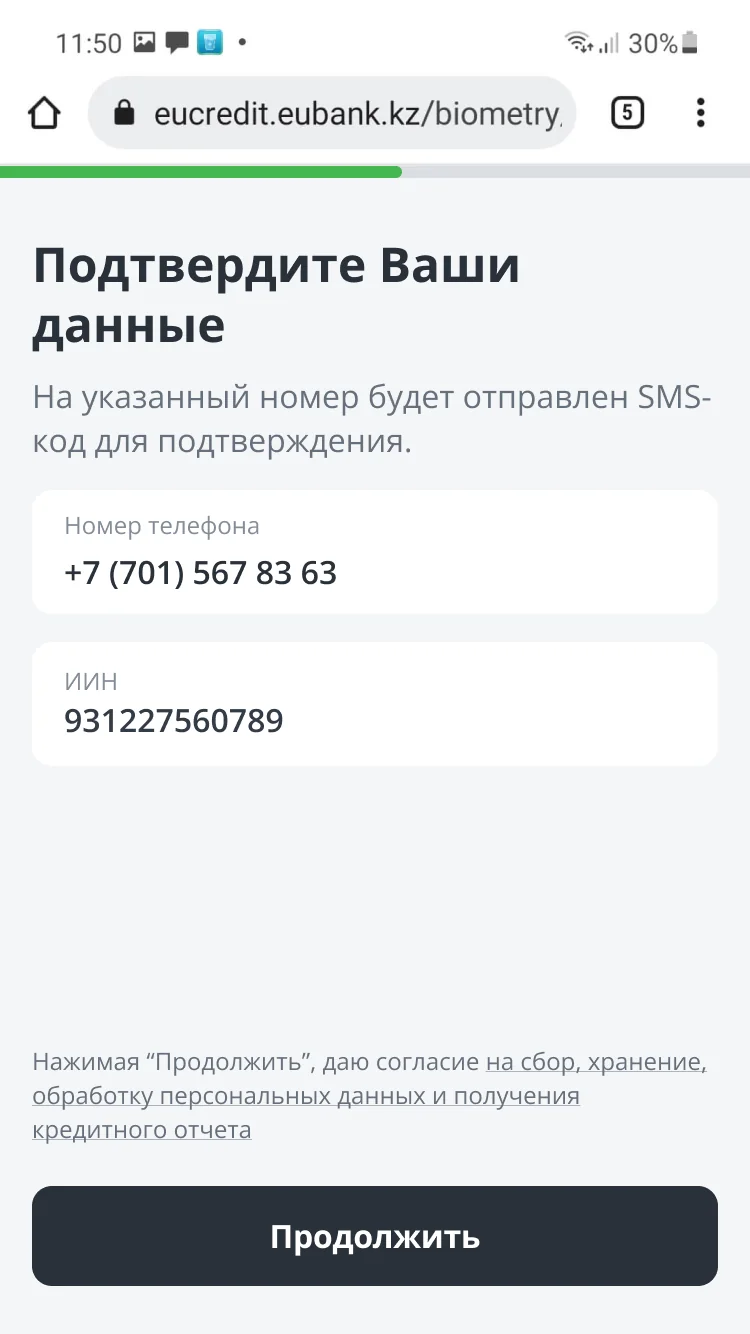 11:50
30%
eucredit.eubank.kz/biometry
5
Подтвердите Ваши
данные
На указанный номер будет отправлен SMS-
код для подтверждения.
Номер телефона
+7 (701) 567 83 63
ИИН
931227560789
Нажимая “Продолжить”, даю согласие на сбор, хранение,
обработку персональных данных и получения
кредитного отчета
Продолжить